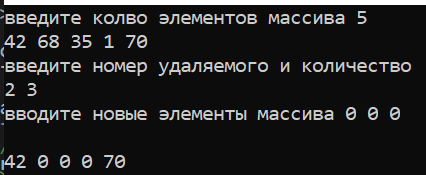 введите колво элементов массива 5
42 68 35 1 70
введите номер удаляемого и количество
2 3
вводите новые элементы массива 0 0 0
42 0 0 0 70